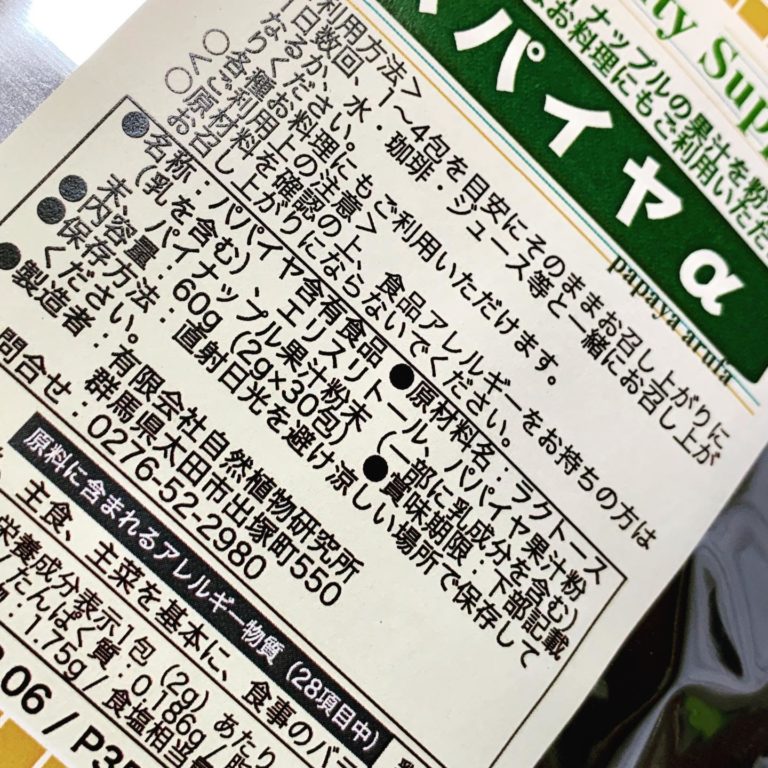 ty Sup
ナップルの果汁を粉
お料理にもご利用いただ
パパイヤα
papaya aruf​a
利用方法＞
1日数回、1～4包を目安にそのままお召し上がりに
なるか、水・珈琲・ジュース等と一緒にお召し上が
りください。
○各種お料理にもご利用いただけます。
ご利用上の注意＞
○原材料を確認の上、食品アレルギーをお持ちの方は
お召し上がりにならないでください。
●名称：パパイヤ含有食品 ●原材料名：ラクトース
(乳を含む)、エリスリトール、パパイヤ果汁粉
末、パイナップル果汁粉末 (一部に乳成分を含む)
●内容量：60g (2g×30包) ●賞味期限：下部記載
●保存方法：直射日光を避け涼しい場所で保存して
ください。
●製造者：有限会社自然植物研究所
群馬県太田市出塚町550
問合せ：0276-52-2980
原料に含まれるアレルギー物質 (28項目中)
主食、主菜を基本に、食事のバラ
栄養成分表示1包 (2g) あたり
たんぱく質：0.186g/脂
：1.75g/食塩相当
.06 / P35